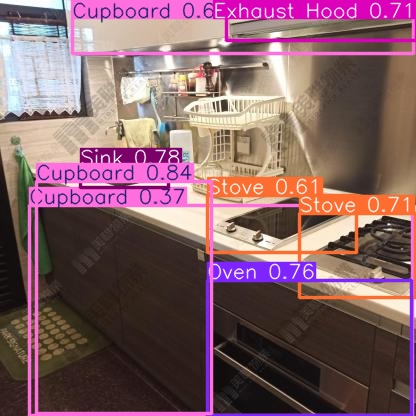 Cupboard 0.6
Exhaust Hood 0.71
Sink 0.78
Cupboard 0.84
Cupboard 0.37
Stove 0.61
Stove 0.71
Oven 0.76